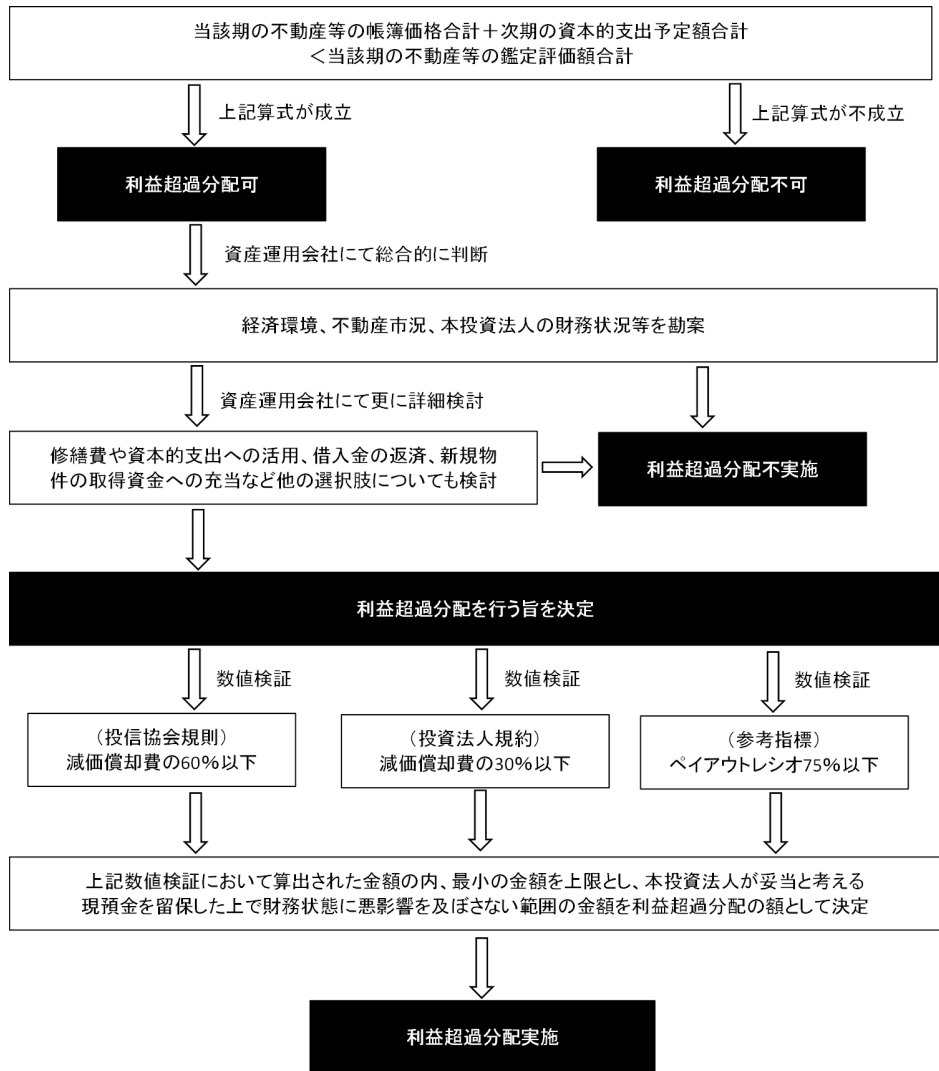 当該期の不動産等の帳簿価格合計＋次期の資本的支出予定額合計
＜当該期の不動産等の鑑定評価額合計
上記算式が成立
上記算式が不成立
利益超過分配可
利益超過分配不可
資産運用会社にて総合的に判断
経済環境、不動産市況、本投資法人の財務状況等を勘案
資産運用会社にて更に詳細検討
修繕費や資本的支出への活用、借入金の返済、新規物
件の取得資金への充当など他の選択肢についても検討
利益超過分配不実施
利益超過分配を行う旨を決定
数値検証
数値検証
数値検証
（投信協会規則）
減価償却費の60％以下
（投資法人規約）
減価償却費の30％以下
（参考指標）
ペイアウトレシオ75％以下
上記数値検証において算出された金額の内、最小の金額を上限とし、本投資法人が妥当と考える
現預金を留保した上で財務状態に悪影響を及ぼさない範囲の金額を利益超過分配の額として決定
利益超過分配実施